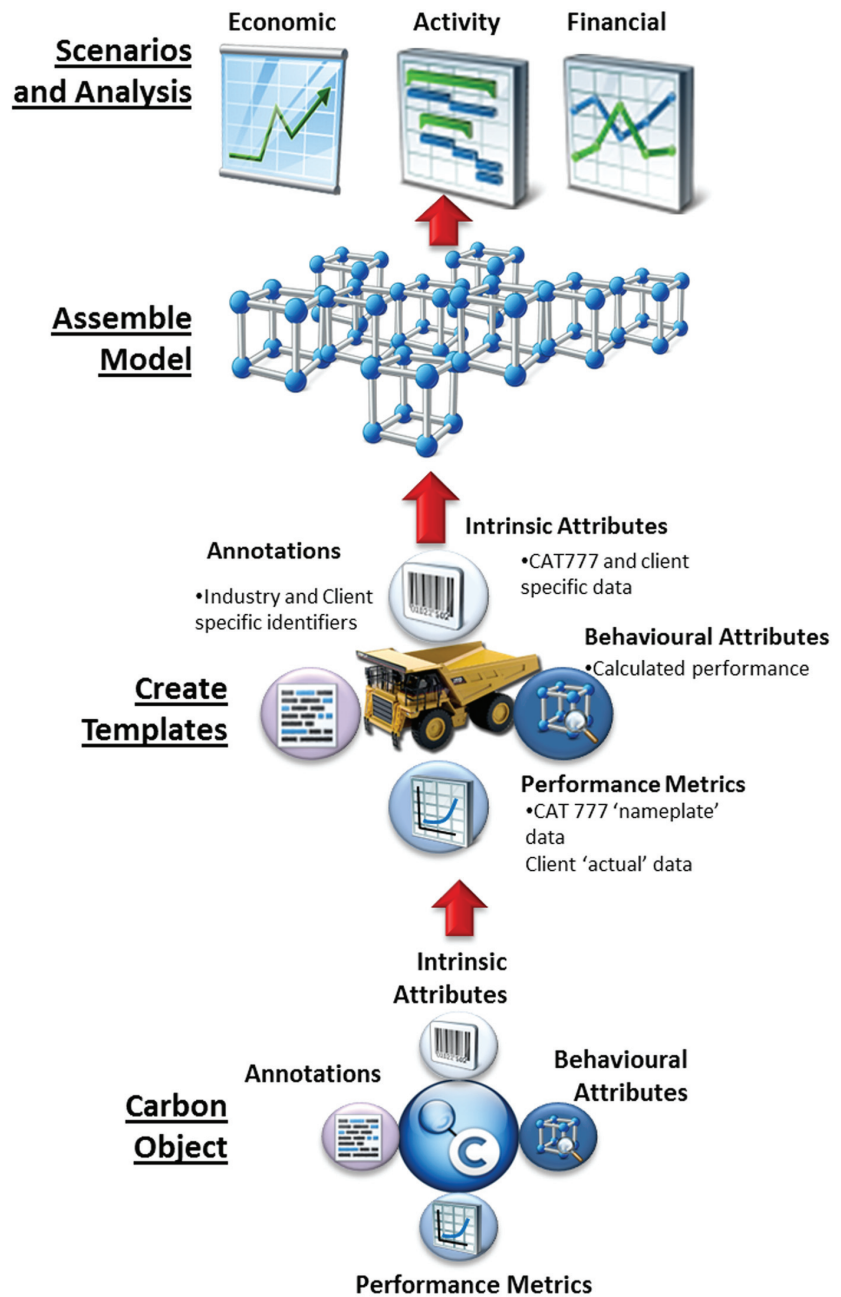 Economic
Activity
Financial
Scenarios
and Analysis
Assemble
Model
Intrinsic Attributes
•CAT777 and client
specific data
Annotations
•Industry and Client
specific identifiers
Behavioural Attributes
•Calculated performance
Create
Templates
Performance Metrics
•CAT 777 ‘nameplate’
data
Client ‘actual’ data
Intrinsic
Attributes
Annotations
Behavioural
Attributes
Carbon
Object
C
Performance Metrics